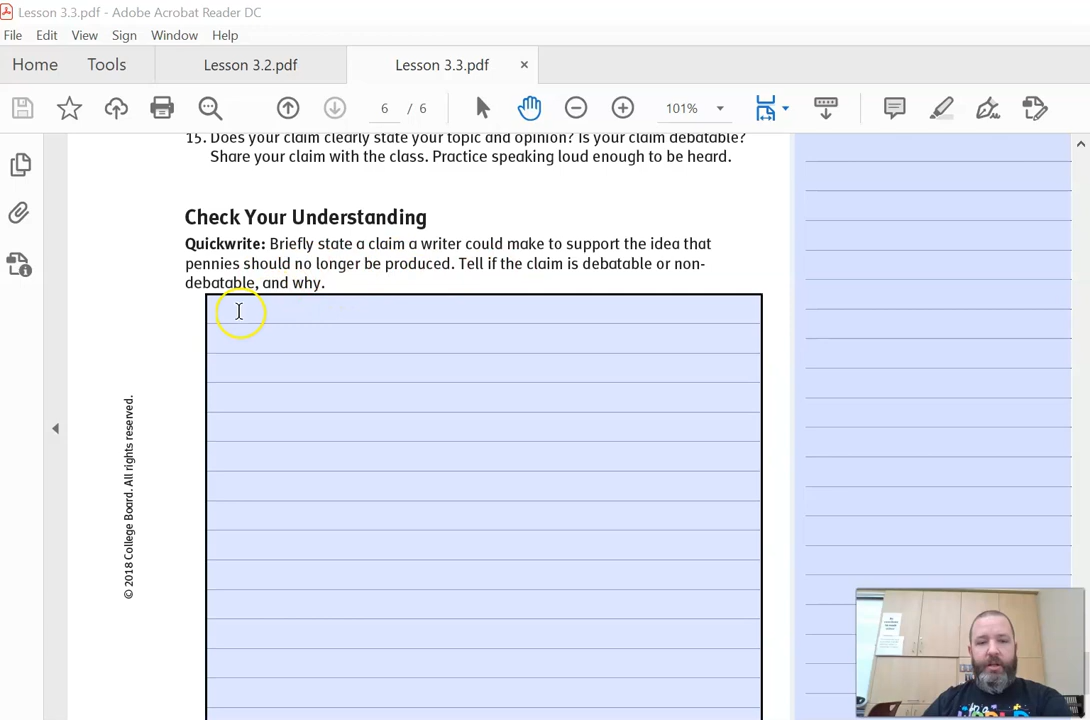 Lesson 3.3.pdf - Adobe Acrobat Reader DC
File Edit View Sign Window Help
Home Tools Lesson 3.2.pdf Lesson 3.3.pdf ×
6 / 6 101%
15. Does your claim clearly state your topic and opinion? Is your claim debatable?
Share your claim with the class. Practice speaking loud enough to be heard.
Check Your Understanding
Quickwrite: Briefly state a claim a writer could make to support the idea that
pennies should no longer be produced. Tell if the claim is debatable or non-
debatable, and why.
© 2018 College Board. All rights reserved.